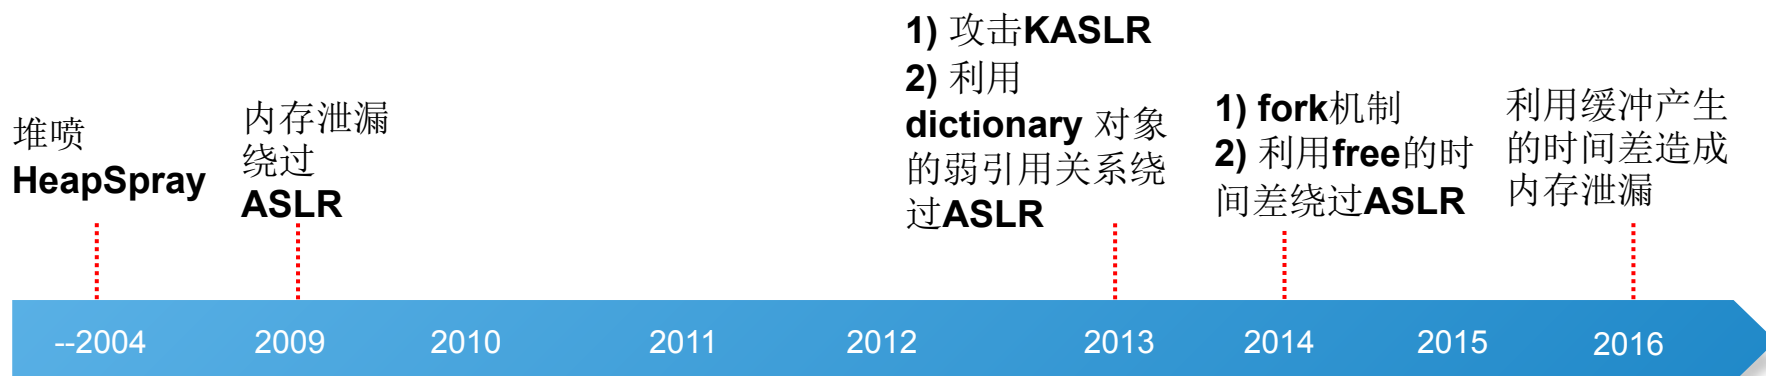 堆喷
HeapSpray
内存泄漏
绕过
ASLR
1) 攻击KASLR
2) 利用
dictionary 对象
的弱引用关系绕
过ASLR
1) fork机制
2) 利用free的时
间差绕过ASLR
利用缓冲产生
的时间差造成
内存泄漏
--2004 2009 2010 2011 2012 2013 2014 2015 2016